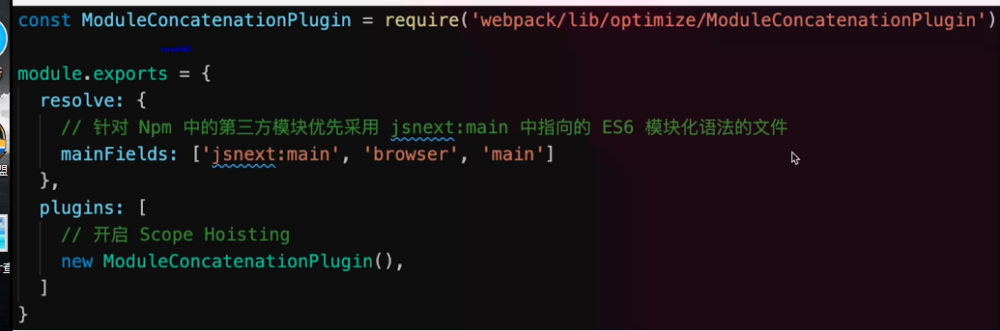 const ModuleConcatenationPlugin = require('webpack/lib/optimize/ModuleConcatenationPlugin')
module.exports = {
resolve: {
// 针对 Npm 中的第三方模块优先采用 jsnext:main 中指向的 ES6 模块化语法的文件
mainFields: ['jsnext:main', 'browser', 'main']
},
plugins: [
// 开启 Scope Hoisting
new ModuleConcatenationPlugin(),
]
}